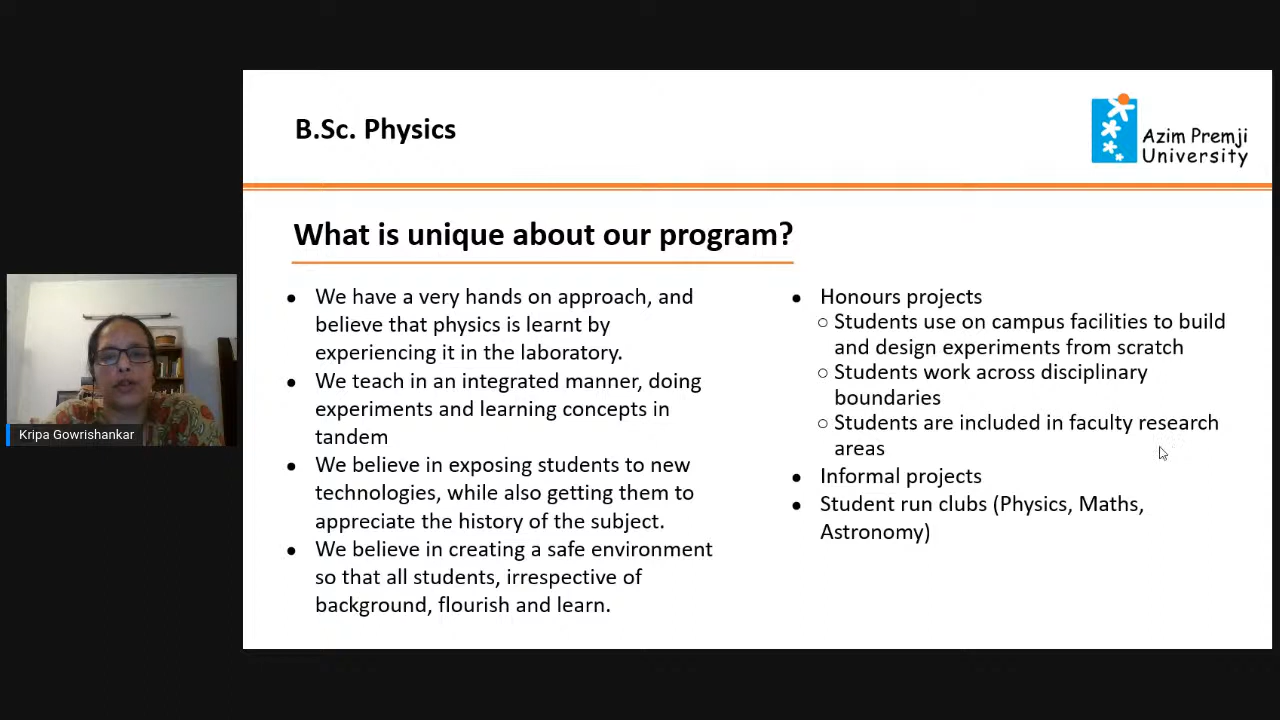 B.Sc. Physics
Azim Premji
University
What is unique about our program?
● We have a very hands on approach, and
believe that physics is learnt by
experiencing it in the laboratory.
● We teach in an integrated manner, doing
experiments and learning concepts in
tandem
● We believe in exposing students to new
technologies, while also getting them to
appreciate the history of the subject.
● We believe in creating a safe environment
so that all students, irrespective of
background, flourish and learn.
● Honours projects
○ Students use on campus facilities to build
and design experiments from scratch
○ Students work across disciplinary
boundaries
○ Students are included in faculty research
areas
● Informal projects
● Student run clubs (Physics, Maths,
Astronomy)
Kripa Gowrishankar